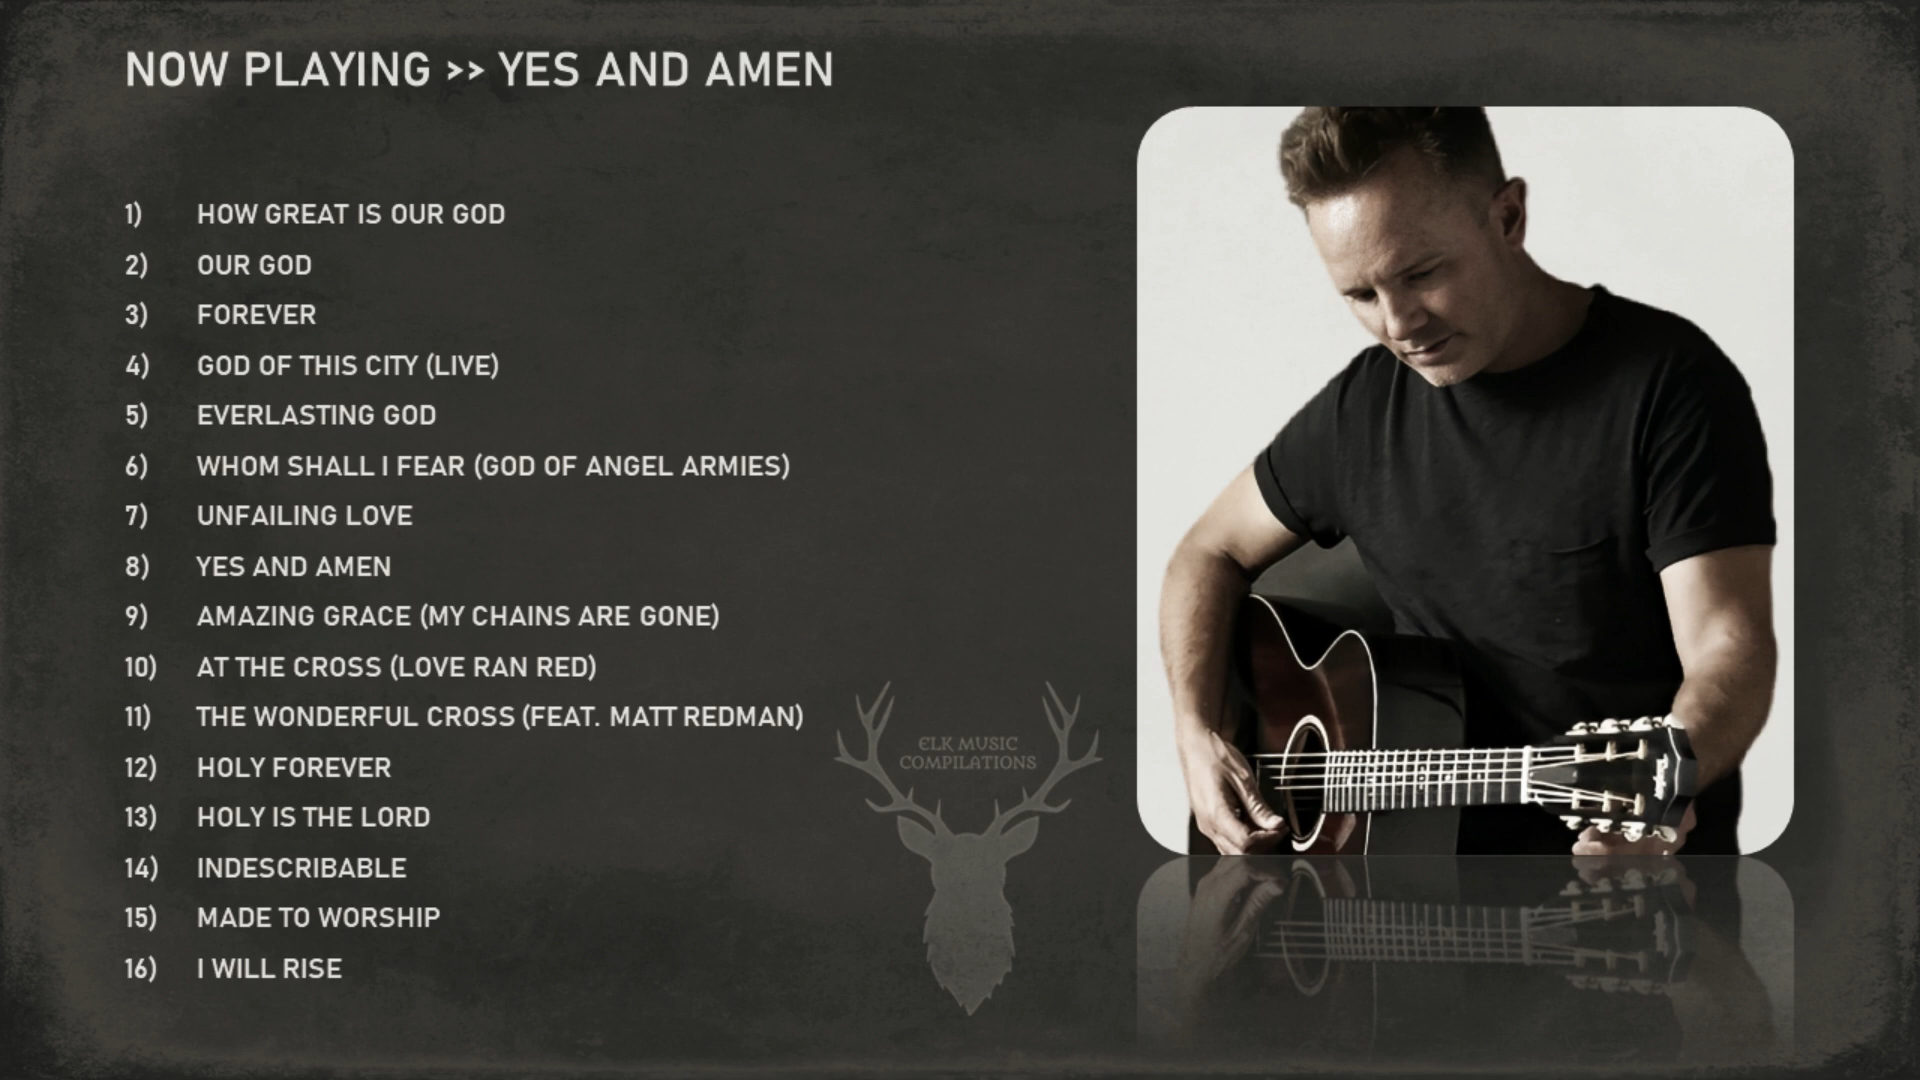 NOW PLAYING >> YES AND AMEN
1) HOW GREAT IS OUR GOD
2) OUR GOD
3) FOREVER
4) GOD OF THIS CITY (LIVE)
5) EVERLASTING GOD
6) WHOM SHALL I FEAR (GOD OF ANGEL ARMIES)
7) UNFAILING LOVE
8) YES AND AMEN
9) AMAZING GRACE (MY CHAINS ARE GONE)
10) AT THE CROSS (LOVE RAN RED)
11) THE WONDERFUL CROSS (FEAT. MATT REDMAN)
12) HOLY FOREVER
13) HOLY IS THE LORD
14) INDESCRIBABLE
15) MADE TO WORSHIP
16) I WILL RISE
ELK MUSIC
COMPILATIONS